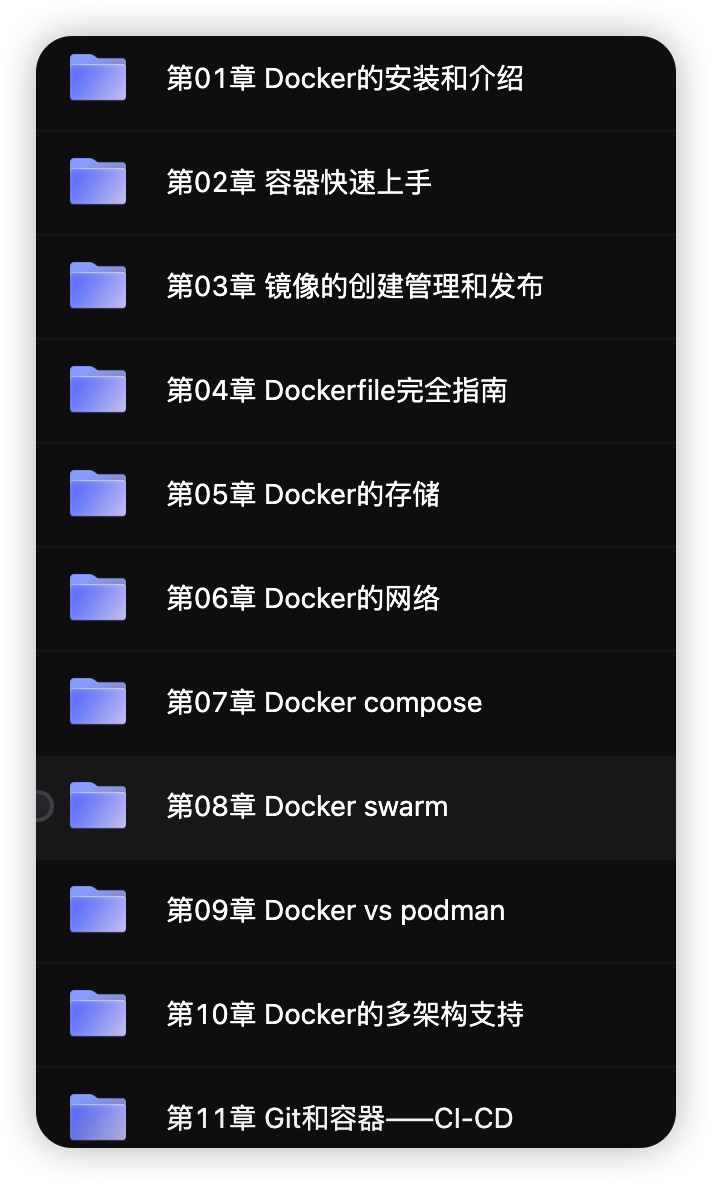 第01章 Docker的安装和介绍
第02章 容器快速上手
第03章 镜像的创建管理和发布
第04章 Dockerfile完全指南
第05章 Docker的存储
第06章 Docker的网络
第07章 Docker compose
第08章 Docker swarm
第09章 Docker vs podman
第10章 Docker的多架构支持
第11章 Git和容器——CI-CD